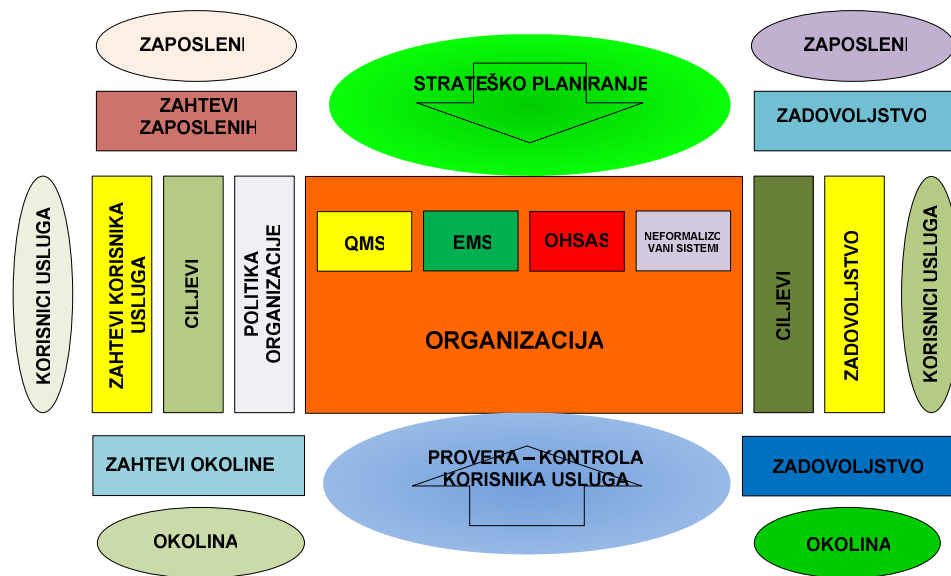 ZAPOSLENI
STRATEŠKO PLANIRANJE
ZAPOSLENI
ZAHTEVI
ZAPOSLENIH
ZADOVOLJSTVO
KORISNICI USLUGA
ZAHTEVI KORISNIKA
USLUGA
CILJEVI
POLITIKA
ORGANIZACIJE
QMS
EMS
OHSAS
NEFORMALIZO
VANI SISTEMI
ORGANIZACIJA
CILJEVI
ZADOVOLJSTVO
KORISNICI USLUGA
ZAHTEVI OKOLINE
PROVERA – KONTROLA
KORISNIKA USLUGA
ZADOVOLJSTVO
OKOLINA
OKOLINA